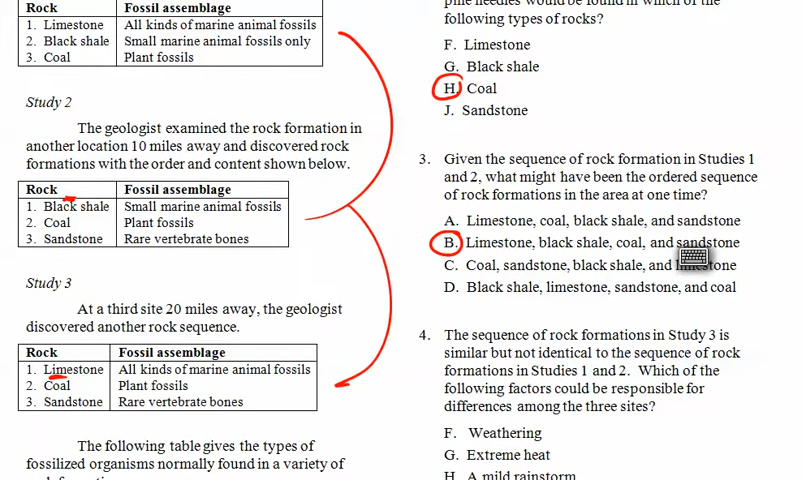 Rock Fossil assemblage
1. Limestone All kinds of marine animal fossils
2. Black shale Small marine animal fossils only
3. Coal Plant fossils
Study 2
The geologist examined the rock formation in
another location 10 miles away and discovered rock
formations with the order and content shown below.
Rock Fossil assemblage
1. Black shale Small marine animal fossils
2. Coal Plant fossils
3. Sandstone Rare vertebrate bones
Study 3
At a third site 20 miles away, the geologist
discovered another rock sequence.
Rock Fossil assemblage
1. Limestone All kinds of marine animal fossils
2. Coal Plant fossils
3. Sandstone Rare vertebrate bones
The following table gives the types of
fossilized organisms normally found in a variety of
pine needles would be found in which of the
following types of rocks?
F. Limestone
G. Black shale
H. Coal
J. Sandstone
3. Given the sequence of rock formation in Studies 1
and 2, what might have been the ordered sequence
of rock formations in the area at one time?
A. Limestone, coal, black shale, and sandstone
B. Limestone, black shale, coal, and sandstone
C. Coal, sandstone, black shale, and limestone
D. Black shale, limestone, sandstone, and coal
4. The sequence of rock formations in Study 3 is
similar but not identical to the sequence of rock
formations in Studies 1 and 2. Which of the
following factors could be responsible for
differences among the three sites?
F. Weathering
G. Extreme heat
H. A mild rainstorm